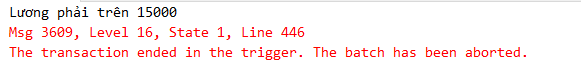 Lương phải trên 15000
Msg 3609, Level 16, State 1, Line 446
The transaction ended in the trigger. The batch has been aborted.